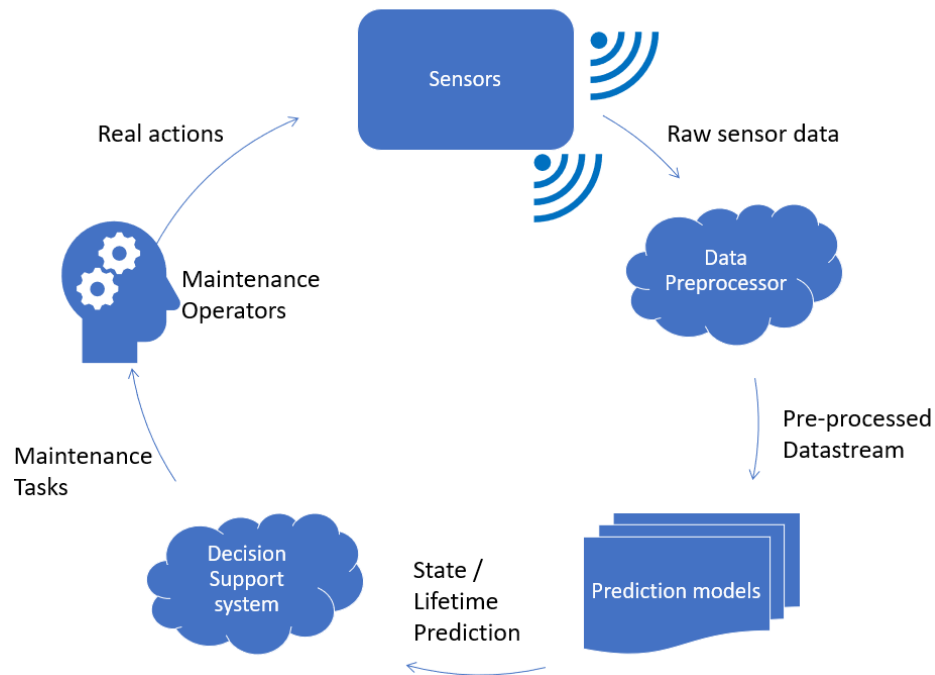 Sensors
Real actions
Raw sensor data
Data
Preprocessor
Maintenance
Operators
Pre-processed
Datastream
Maintenance
Tasks
Decision
Support
system
State /
Lifetime
Prediction
Prediction models